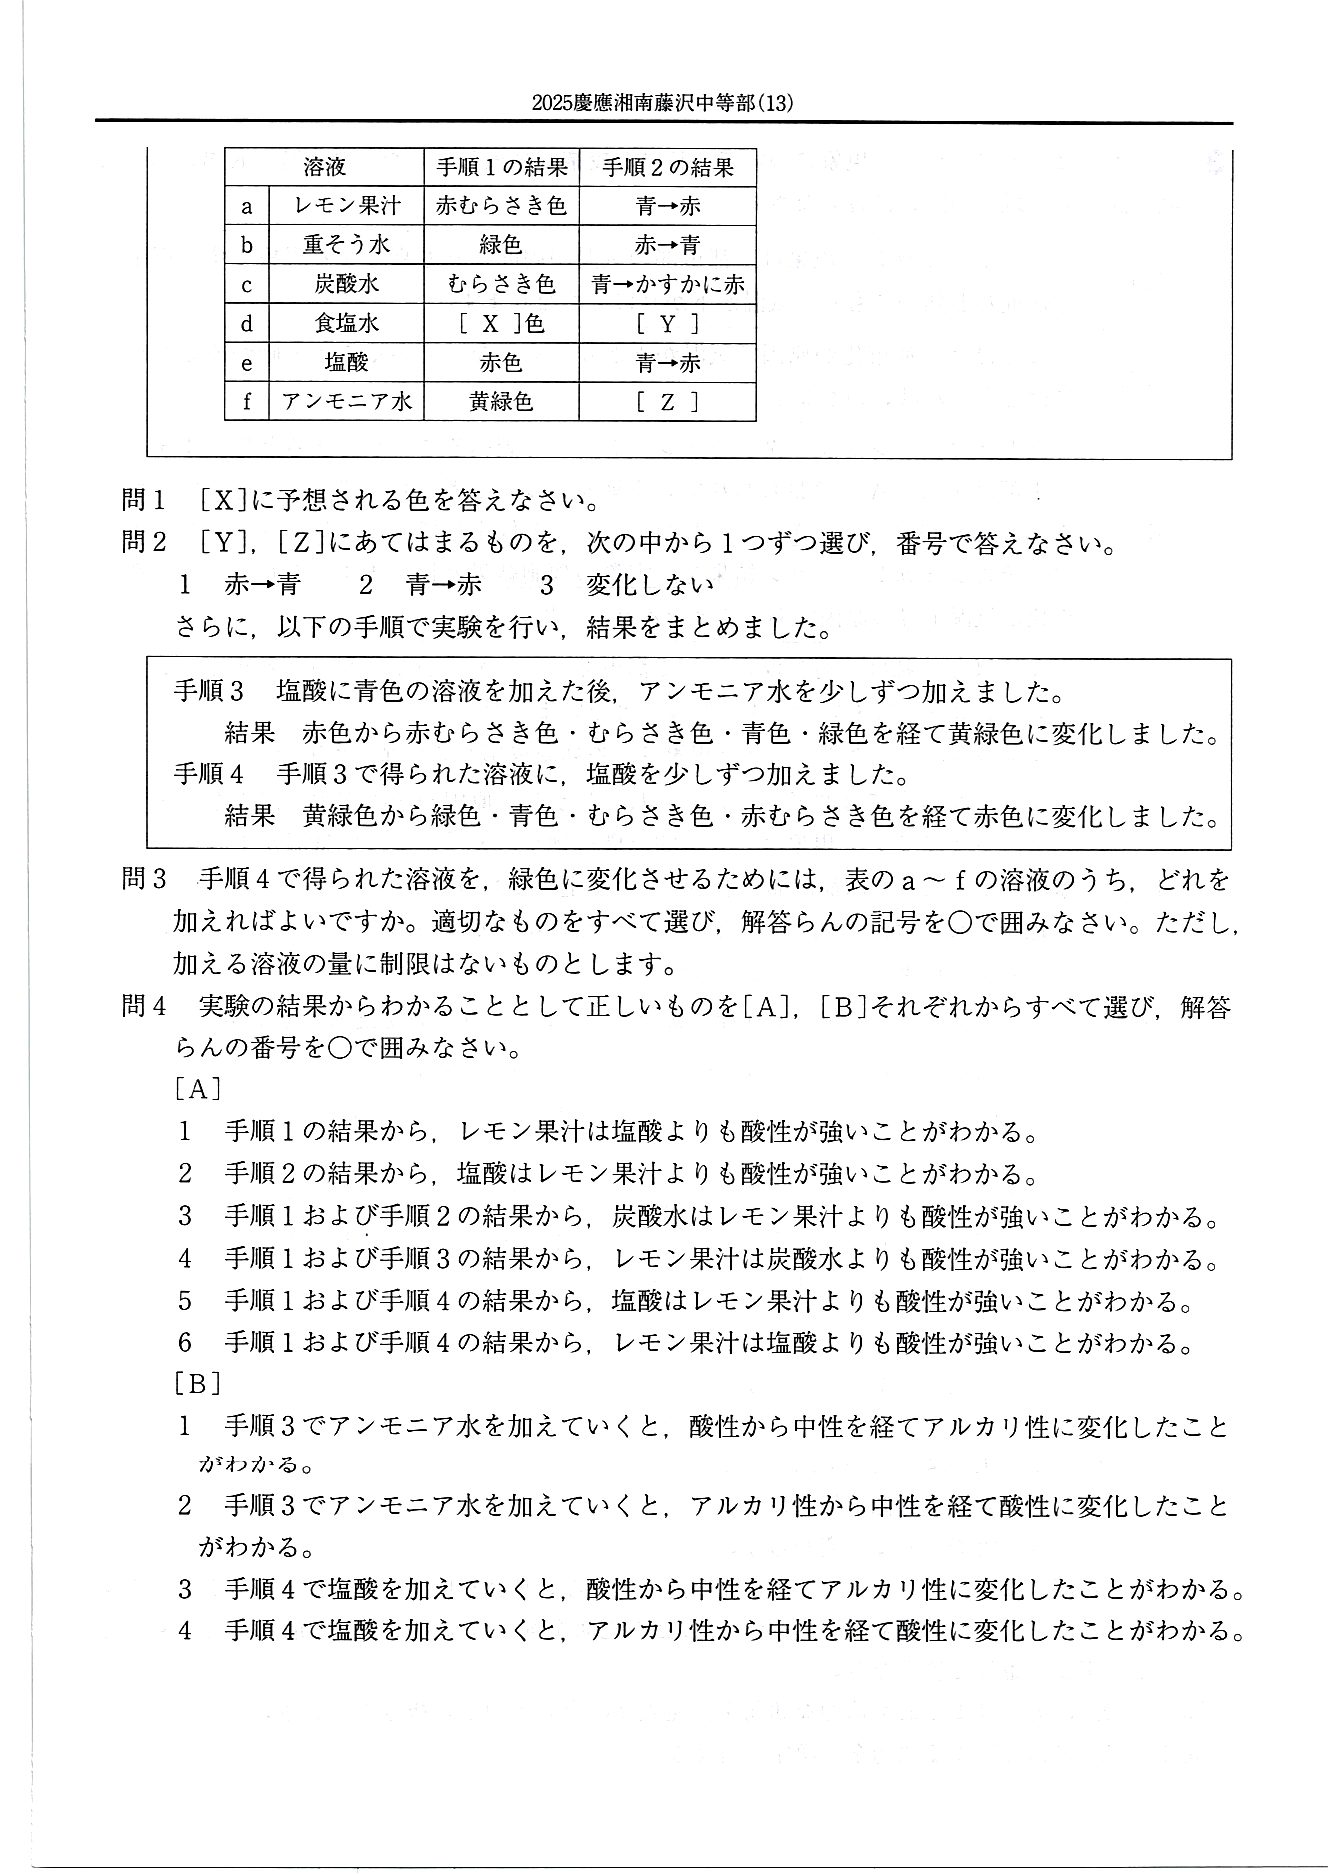 2025慶應湘南藤沢中等部(13)
溶液 手順1の結果 手順2の結果
a レモン果汁 赤むらさき色 青→赤
b 重そう水 緑色 赤→青
c 炭酸水 むらさき色 青→かすかに赤
d 食塩水 [ X ]色 [ Y ]
e 塩酸 赤色 青→赤
f アンモニア水 黄緑色 [ Z ]
問1 [X]に予想される色を答えなさい。
問2 [Y],[Z]にあてはまるものを，次の中から1つずつ選び，番号で答えなさい。
1 赤→青 2 青→赤 3 変化しない
さらに，以下の手順で実験を行い，結果をまとめました。
手順3 塩酸に青色の溶液を加えた後，アンモニア水を少しずつ加えました。
結果 赤色から赤むらさき色・むらさき色・青色・緑色を経て黄緑色に変化しました。
手順4 手順3で得られた溶液に，塩酸を少しずつ加えました。
結果 黄緑色から緑色・青色・むらさき色・赤むらさき色を経て赤色に変化しました。
問3 手順4で得られた溶液を，緑色に変化させるためには，表のa～fの溶液のうち，どれを
加えればよいですか。適切なものをすべて選び，解答らんの記号を○で囲みなさい。ただし，
加える溶液の量に制限はないものとします。
問4 実験の結果からわかることとして正しいものを[A]，[B]それぞれからすべて選び，解答
らんの番号を○で囲みなさい。
[A]
1 手順1の結果から，レモン果汁は塩酸よりも酸性が強いことがわかる。
2 手順2の結果から，塩酸はレモン果汁よりも酸性が強いことがわかる。
3 手順1および手順2の結果から，炭酸水はレモン果汁よりも酸性が強いことがわかる。
4 手順1および手順3の結果から，レモン果汁は炭酸水よりも酸性が強いことがわかる。
5 手順1および手順4の結果から，塩酸はレモン果汁よりも酸性が強いことがわかる。
6 手順1および手順4の結果から，レモン果汁は塩酸よりも酸性が強いことがわかる。
[B]
1 手順3でアンモニア水を加えていくと，酸性から中性を経てアルカリ性に変化したこと
がわかる。
2 手順3でアンモニア水を加えていくと，アルカリ性から中性を経て酸性に変化したこと
がわかる。
3 手順4で塩酸を加えていくと，酸性から中性を経てアルカリ性に変化したことがわかる。
4 手順4で塩酸を加えていくと，アルカリ性から中性を経て酸性に変化したことがわかる。